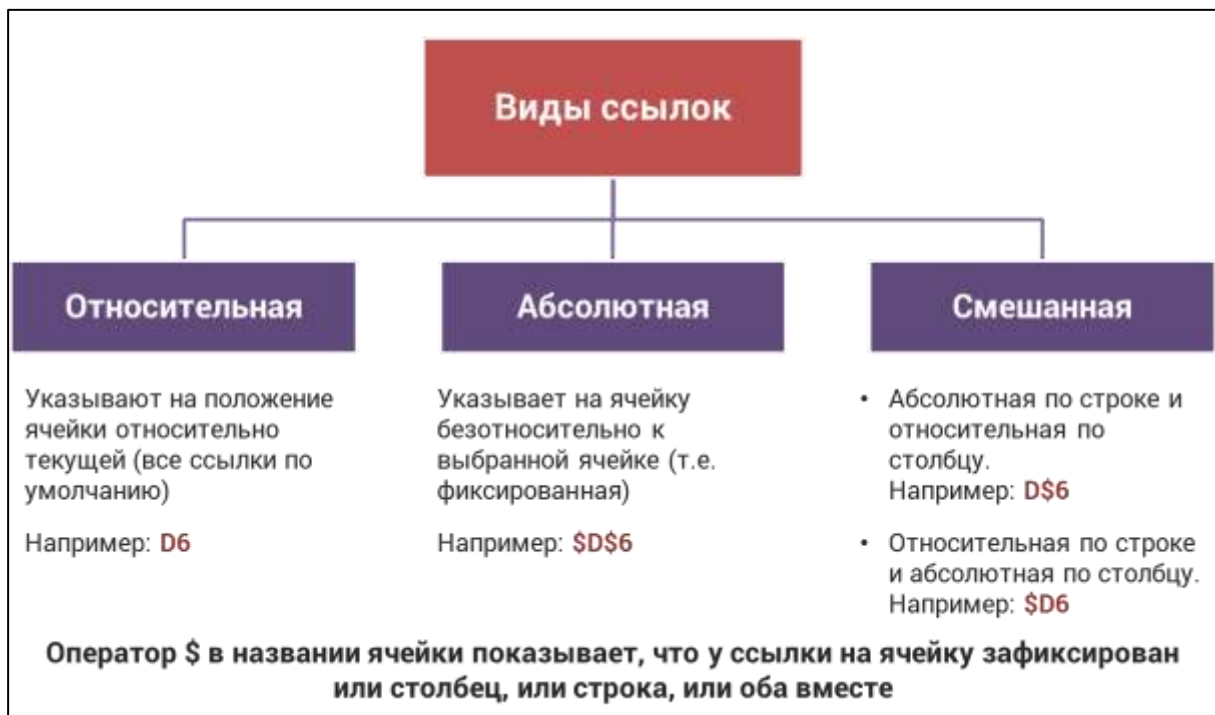 Виды ссылок
Относительная
Указывают на положение
ячейки относительно
текущей (все ссылки по
умолчанию)
Например: D6
Абсолютная
Указывает на ячейку
безотносительно к
выбранной ячейке (т.е.
фиксированная)
Например: $D$6
Смешанная
• Абсолютная по строке и
относительная по
столбцу.
Например: D$6
• Относительная по строке
и абсолютная по столбцу.
Например: $D6
Оператор $ в названии ячейки показывает, что у ссылки на ячейку зафиксирован
или столбец, или строка, или оба вместе